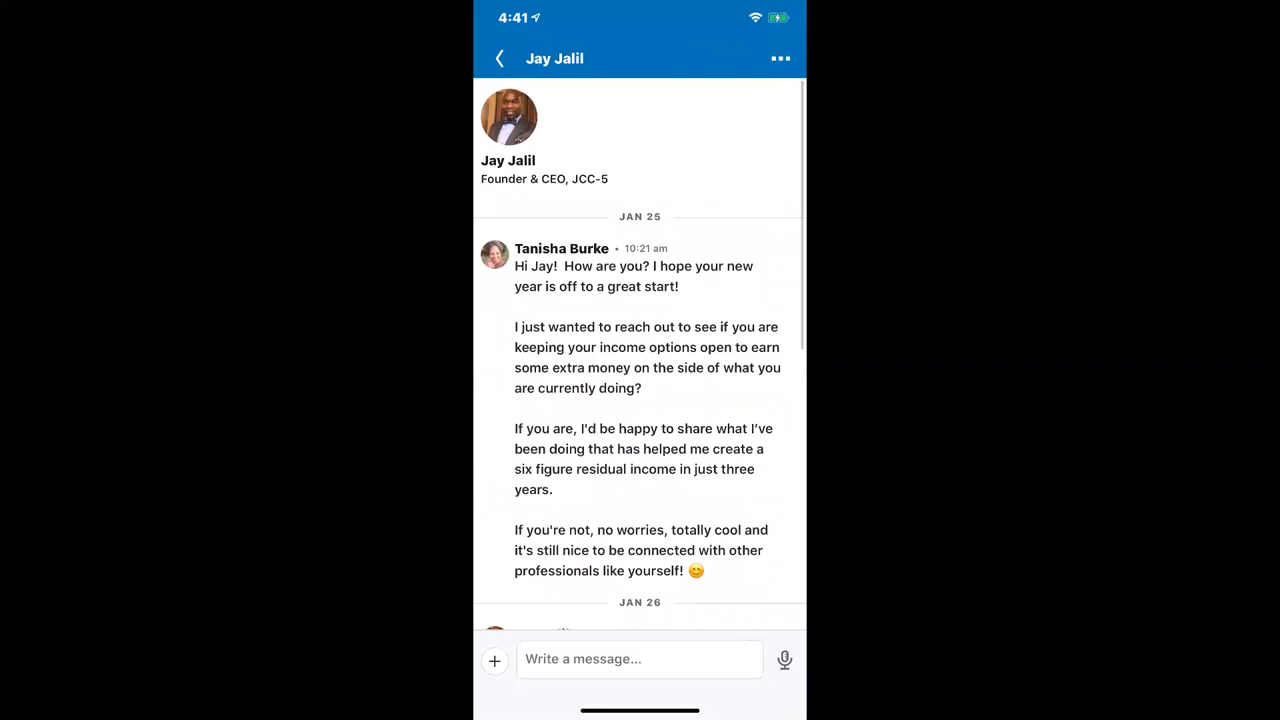 4:41
Jay Jalil
Jay Jalil
Founder & CEO, JCC-5
JAN 25
Tanisha Burke • 10:21 am
Hi Jay!  How are you? I hope your new
year is off to a great start!
I just wanted to reach out to see if you are
keeping your income options open to earn
some extra money on the side of what you
are currently doing?
If you are, I'd be happy to share what I’ve
been doing that has helped me create a
six figure residual income in just three
years.
If you're not, no worries, totally cool and
it's still nice to be connected with other
professionals like yourself! 😊
JAN 26
Write a message...